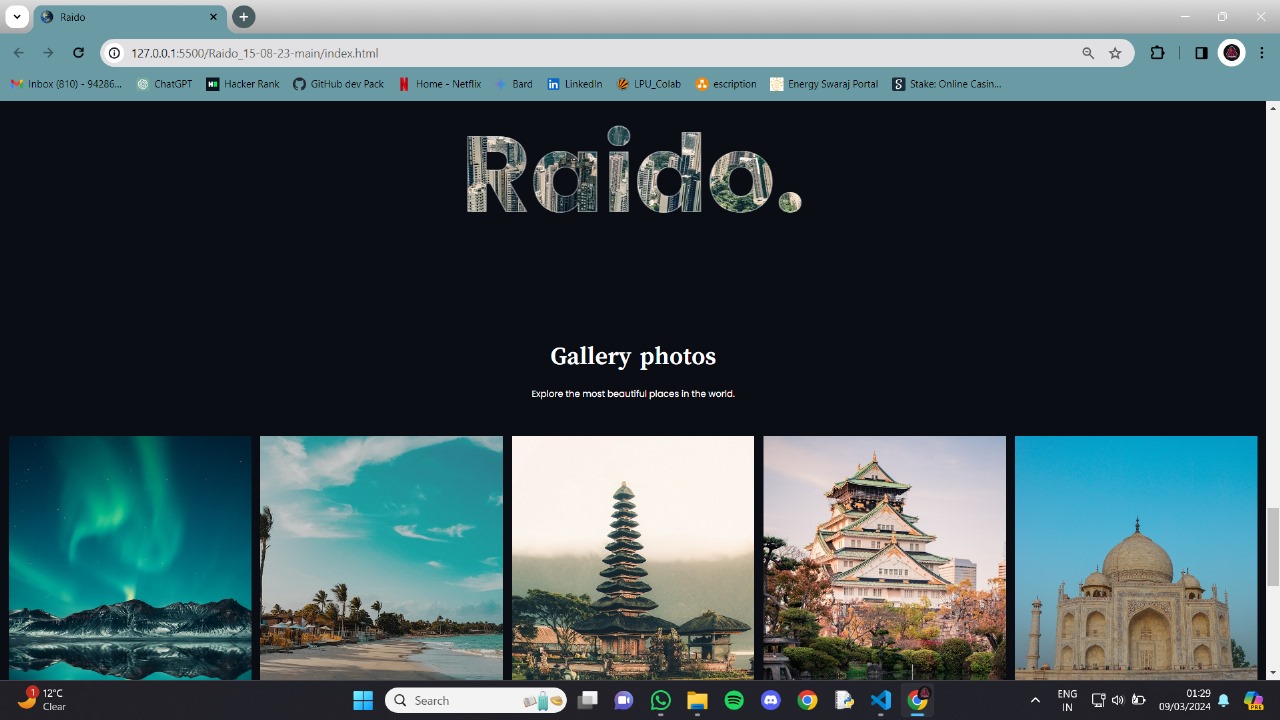 Raido
127.0.0.1:5500/Raido_15-08-23-main/index.html
Inbox (810) - 94286...
ChatGPT
Hacker Rank
GitHub dev Pack
Home - Netflix
Bard
LinkedIn
LPU_Colab
escription
Energy Swaraj Portal
Stake: Online Casin...
Raido.
Gallery photos
Explore the most beautiful places in the world.
1
12°C
Clear
Search
ENG
IN
01:29
09/03/2024
PRE